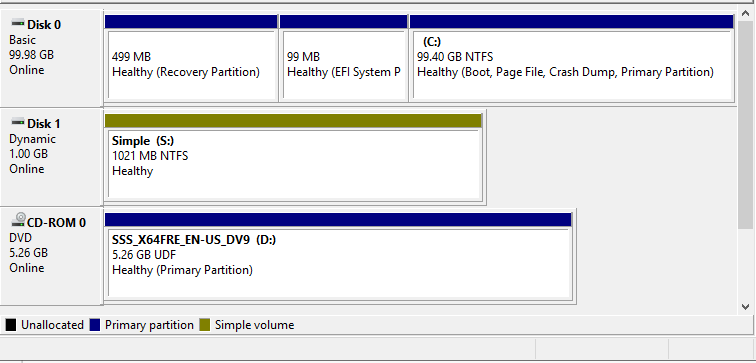 Disk 0
Basic
99.98 GB
Online
499 MB
Healthy (Recovery Partition)
99 MB
Healthy (EFI System P
(C:)
99.40 GB NTFS
Healthy (Boot, Page File, Crash Dump, Primary Partition)
Disk 1
Dynamic
1.00 GB
Online
Simple (S:)
1021 MB NTFS
Healthy
CD-ROM 0
DVD
5.26 GB
Online
SSS_X64FRE_EN-US_DV9 (D:)
5.26 GB UDF
Healthy (Primary Partition)
Unallocated Primary partition Simple volume